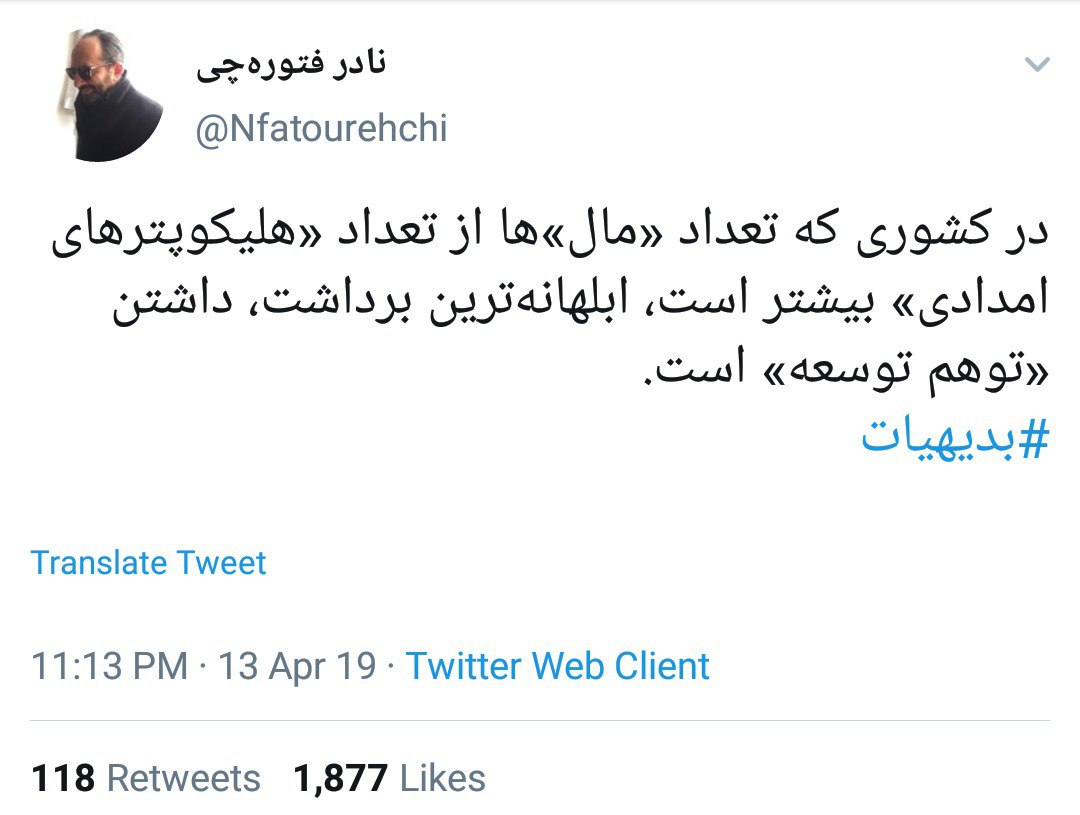 نادر فتوره‌چی
@Nfatourehchi
در کشوری که تعداد «مال»ها از تعداد «هلیکوپترهای
امدادی» بیشتر است، ابلهانه‌ترین برداشت، داشتن
«توهم توسعه» است.
#بدیهیات
Translate Tweet
11:13 PM · 13 Apr 19 · Twitter Web Client
118 Retweets 1,877 Likes